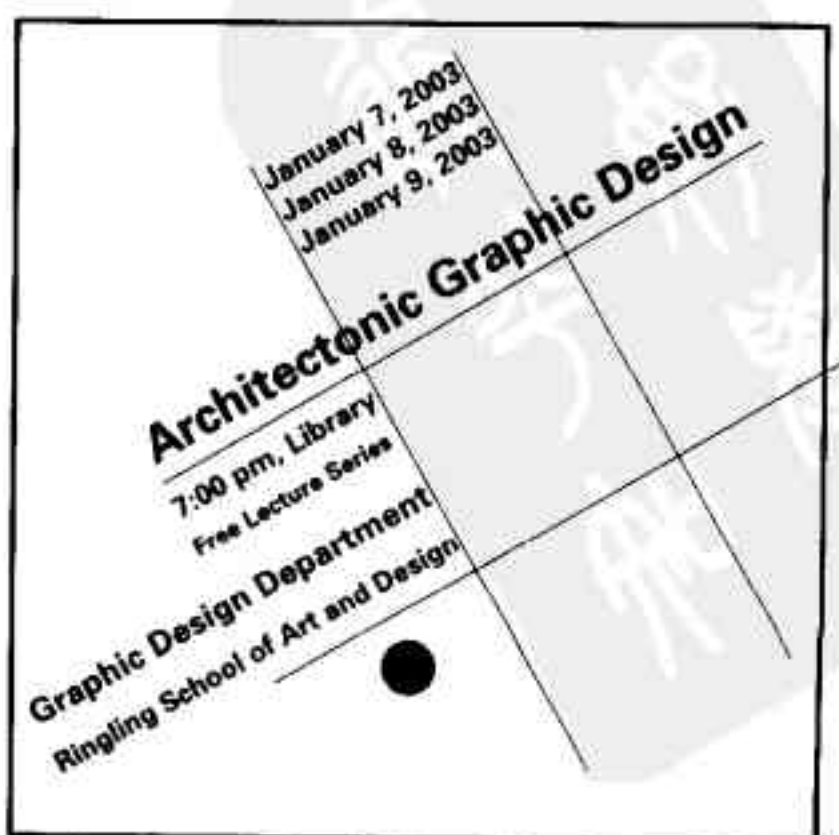 January 7, 2003
January 8, 2003
January 9, 2003
Architectonic Graphic Design
7:00 pm, Library
Free Lecture Series
Graphic Design Department
Ringling School of Art and Design